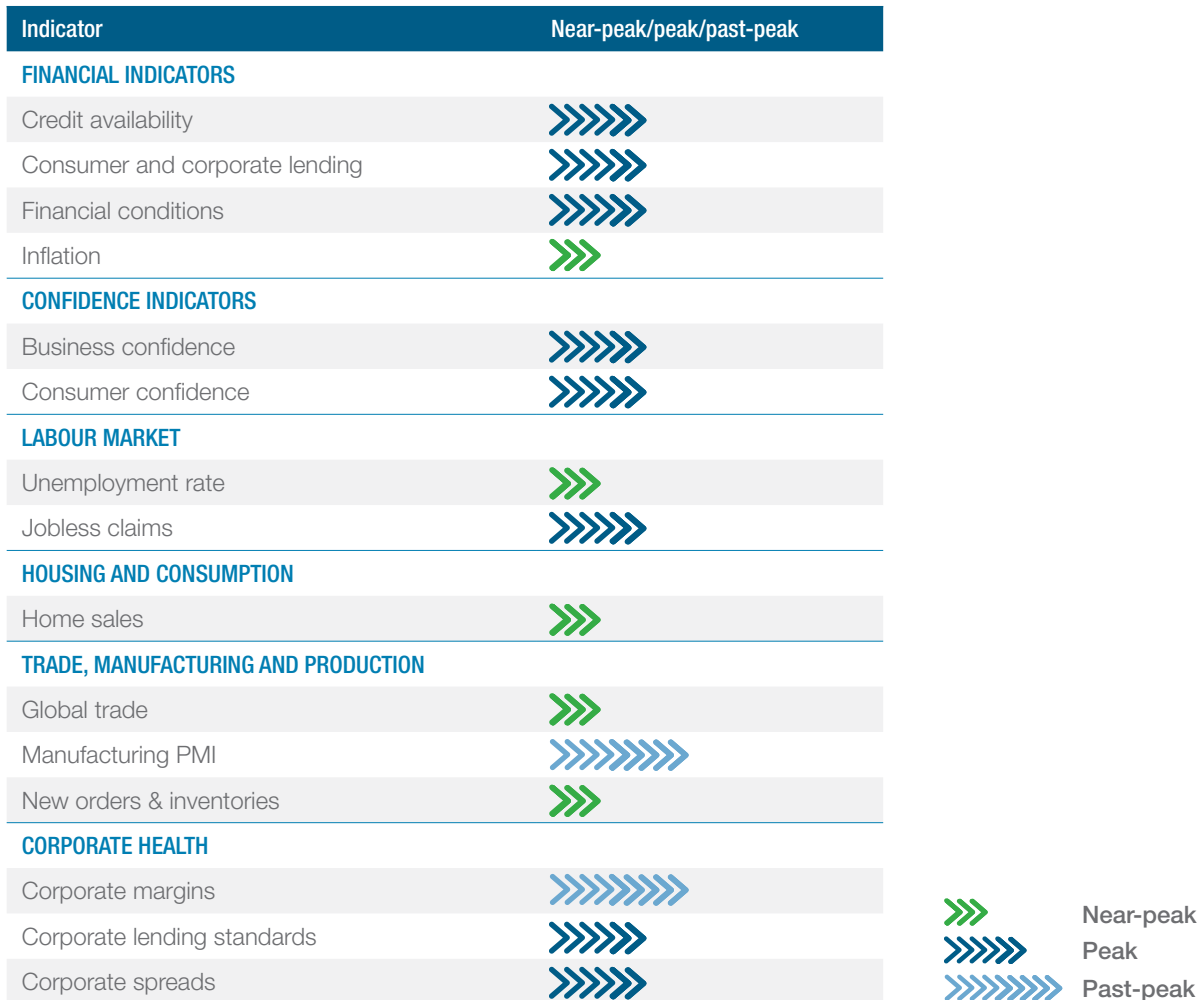 Indicator Near-peak/peak/past-peak
FINANCIAL INDICATORS
Credit availability
Consumer and corporate lending
Financial conditions
Inflation
CONFIDENCE INDICATORS
Business confidence
Consumer confidence
LABOUR MARKET
Unemployment rate
Jobless claims
HOUSING AND CONSUMPTION
Home sales
TRADE, MANUFACTURING AND PRODUCTION
Global trade
Manufacturing PMI
New orders & inventories
CORPORATE HEALTH
Corporate margins
Corporate lending standards
Corporate spreads
Near-peak
Peak
Past-peak